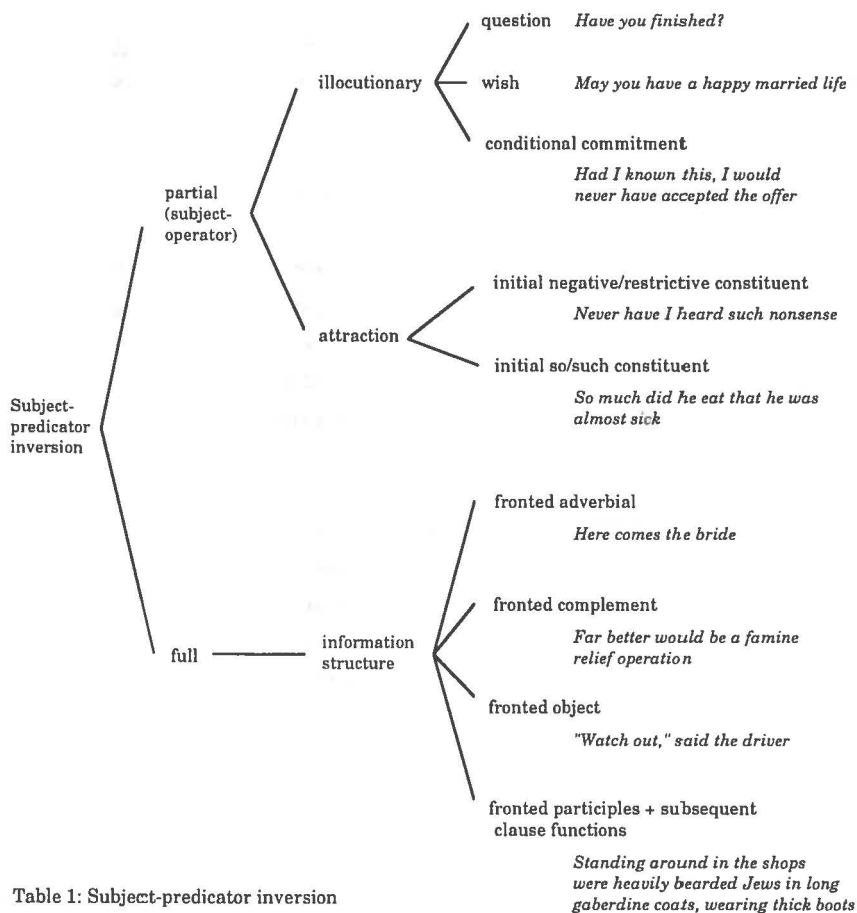 question Have you finished?
illocutionary
wish May you have a happy married life
conditional commitment
Had I known this, I would
never have accepted the offer
partial
(subject-
operator)
initial negative/restrictive constituent
Never have I heard such nonsense
attraction
initial so/such constituent
So much did he eat that he was
almost sick
Subject-
predicator
inversion
fronted adverbial
Here comes the bride
fronted complement
Far better would be a famine
relief operation
full
information
structure
fronted object
"Watch out," said the driver
fronted participles + subsequent
clause functions
Standing around in the shops
were heavily bearded Jews in long
gaberdine coats, wearing thick boots
Table 1: Subject-predicator inversion